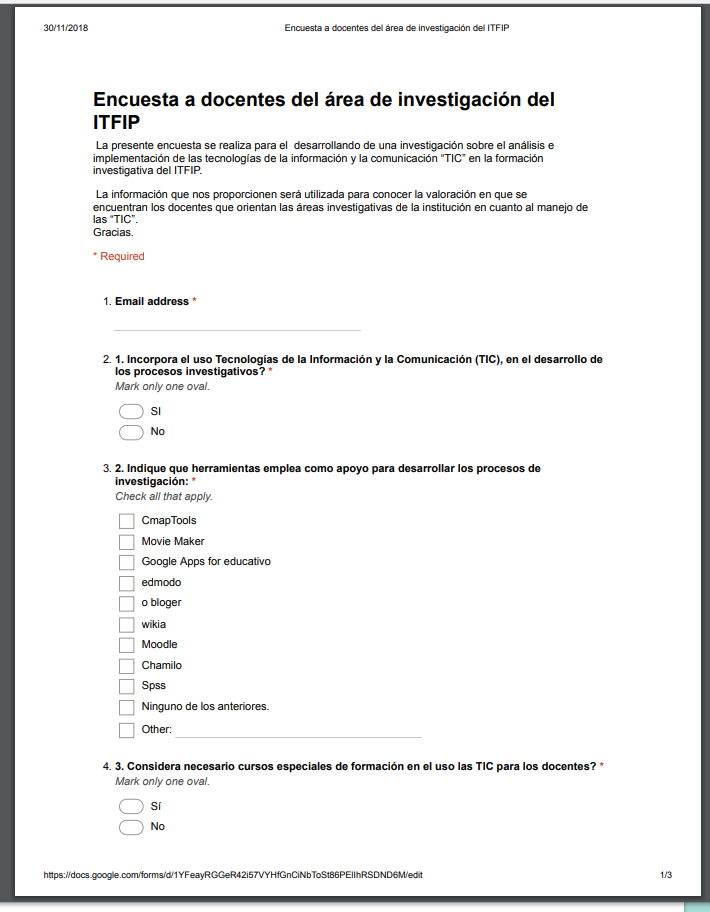 30/11/2018 Encuesta a docentes del área de investigación del ITFIP
Encuesta a docentes del área de investigación del
ITFIP
La presente encuesta se realiza para el desarrollando de una investigación sobre el análisis e
implementación de las tecnologías de la información y la comunicación “TIC” en la formación
investigativa del ITFIP.
La información que nos proporcionen será utilizada para conocer la valoración en que se
encuentran los docentes que orientan las áreas investigativas de la institución en cuanto al manejo de
las “TIC”.
Gracias.
* Required
1. Email address *
2. 1. Incorpora el uso Tecnologías de la Información y la Comunicación (TIC), en el desarrollo de
los procesos investigativos? *
Mark only one oval.
SI
No
3. 2. Indique que herramientas emplea como apoyo para desarrollar los procesos de
investigación: *
Check all that apply.
CmapTools
Movie Maker
Google Apps for educativo
edmodo
o bloger
wikia
Moodle
Chamilo
Spss
Ninguno de los anteriores.
Other:
4. 3. Considera necesario cursos especiales de formación en el uso las TIC para los docentes? *
Mark only one oval.
Sí
No
https://docs.google.com/forms/d/1YFeayRGGeR42i57VYHfGnCiNbToSt86PEIIhRSDND6M/edit 1/3